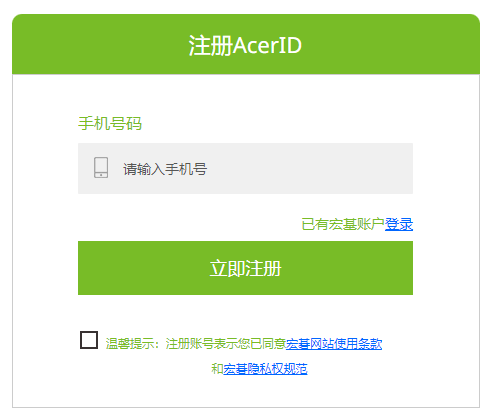 注册AcerID
手机号码
请输入手机号
已有宏基账户登录
立即注册
温馨提示：注册账号表示您已同意宏碁网站使用条款
和宏碁隐私权规范